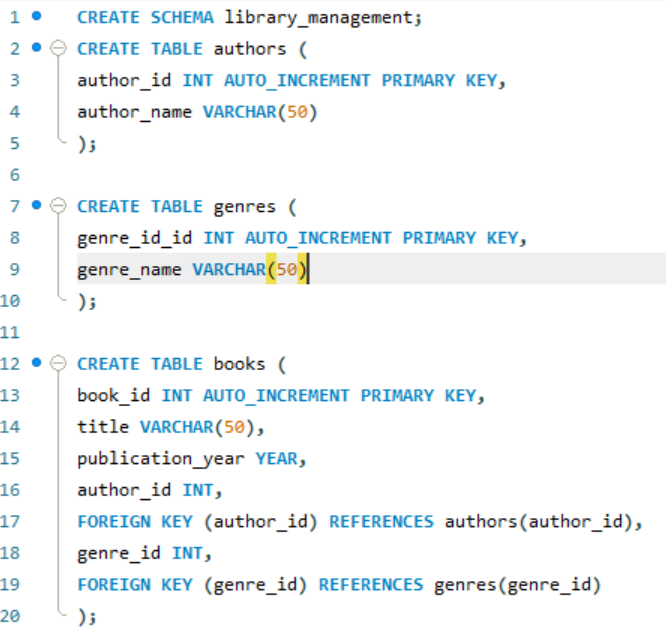 1 CREATE SCHEMA library_management;
2 CREATE TABLE authors (
3 author_id INT AUTO_INCREMENT PRIMARY KEY,
4 author_name VARCHAR(50)
5 );
6
7 CREATE TABLE genres (
8 genre_id_id INT AUTO_INCREMENT PRIMARY KEY,
9 genre_name VARCHAR(50)
10 );
11
12 CREATE TABLE books (
13 book_id INT AUTO_INCREMENT PRIMARY KEY,
14 title VARCHAR(50),
15 publication_year YEAR,
16 author_id INT,
17 FOREIGN KEY (author_id) REFERENCES authors(author_id),
18 genre_id INT,
19 FOREIGN KEY (genre_id) REFERENCES genres(genre_id)
20 );